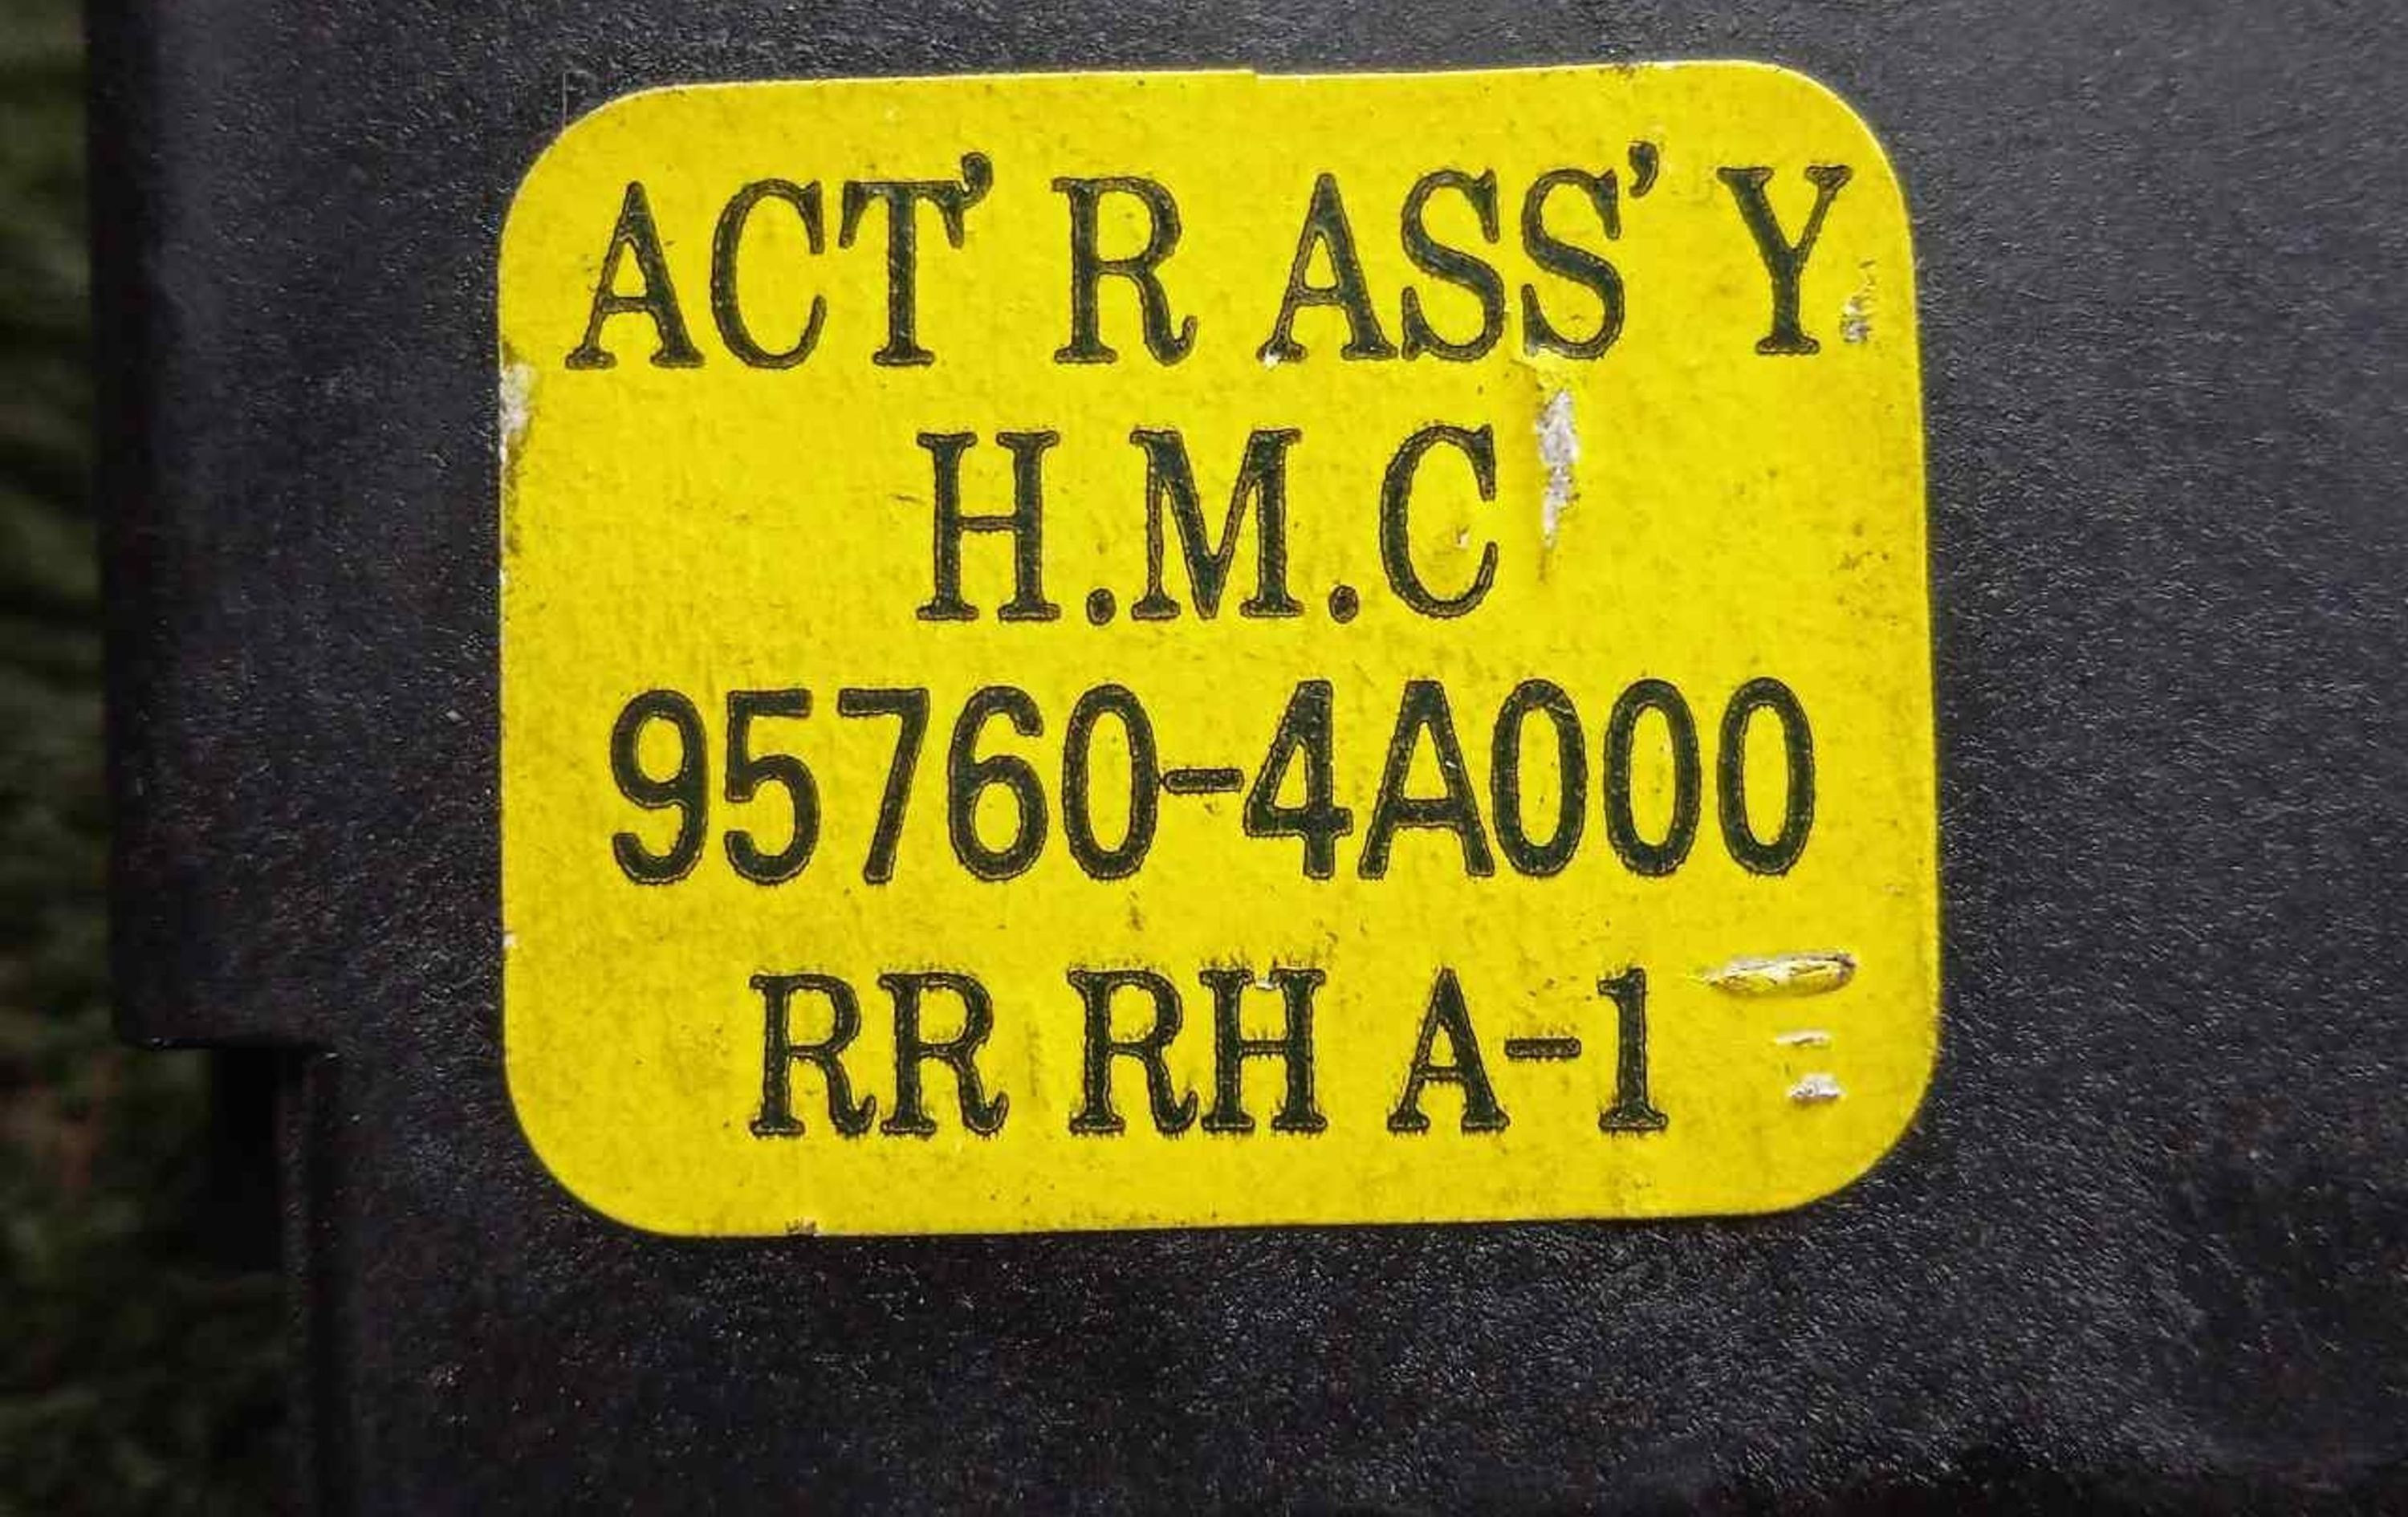 ACT' R ASS' Y
H.M.C
95760-4A000
RR RH A-1